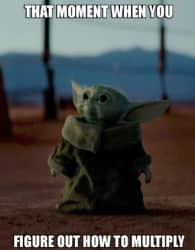 THAT MOMENT WHEN YOU
FIGURE OUT HOW TO MULTIPLY